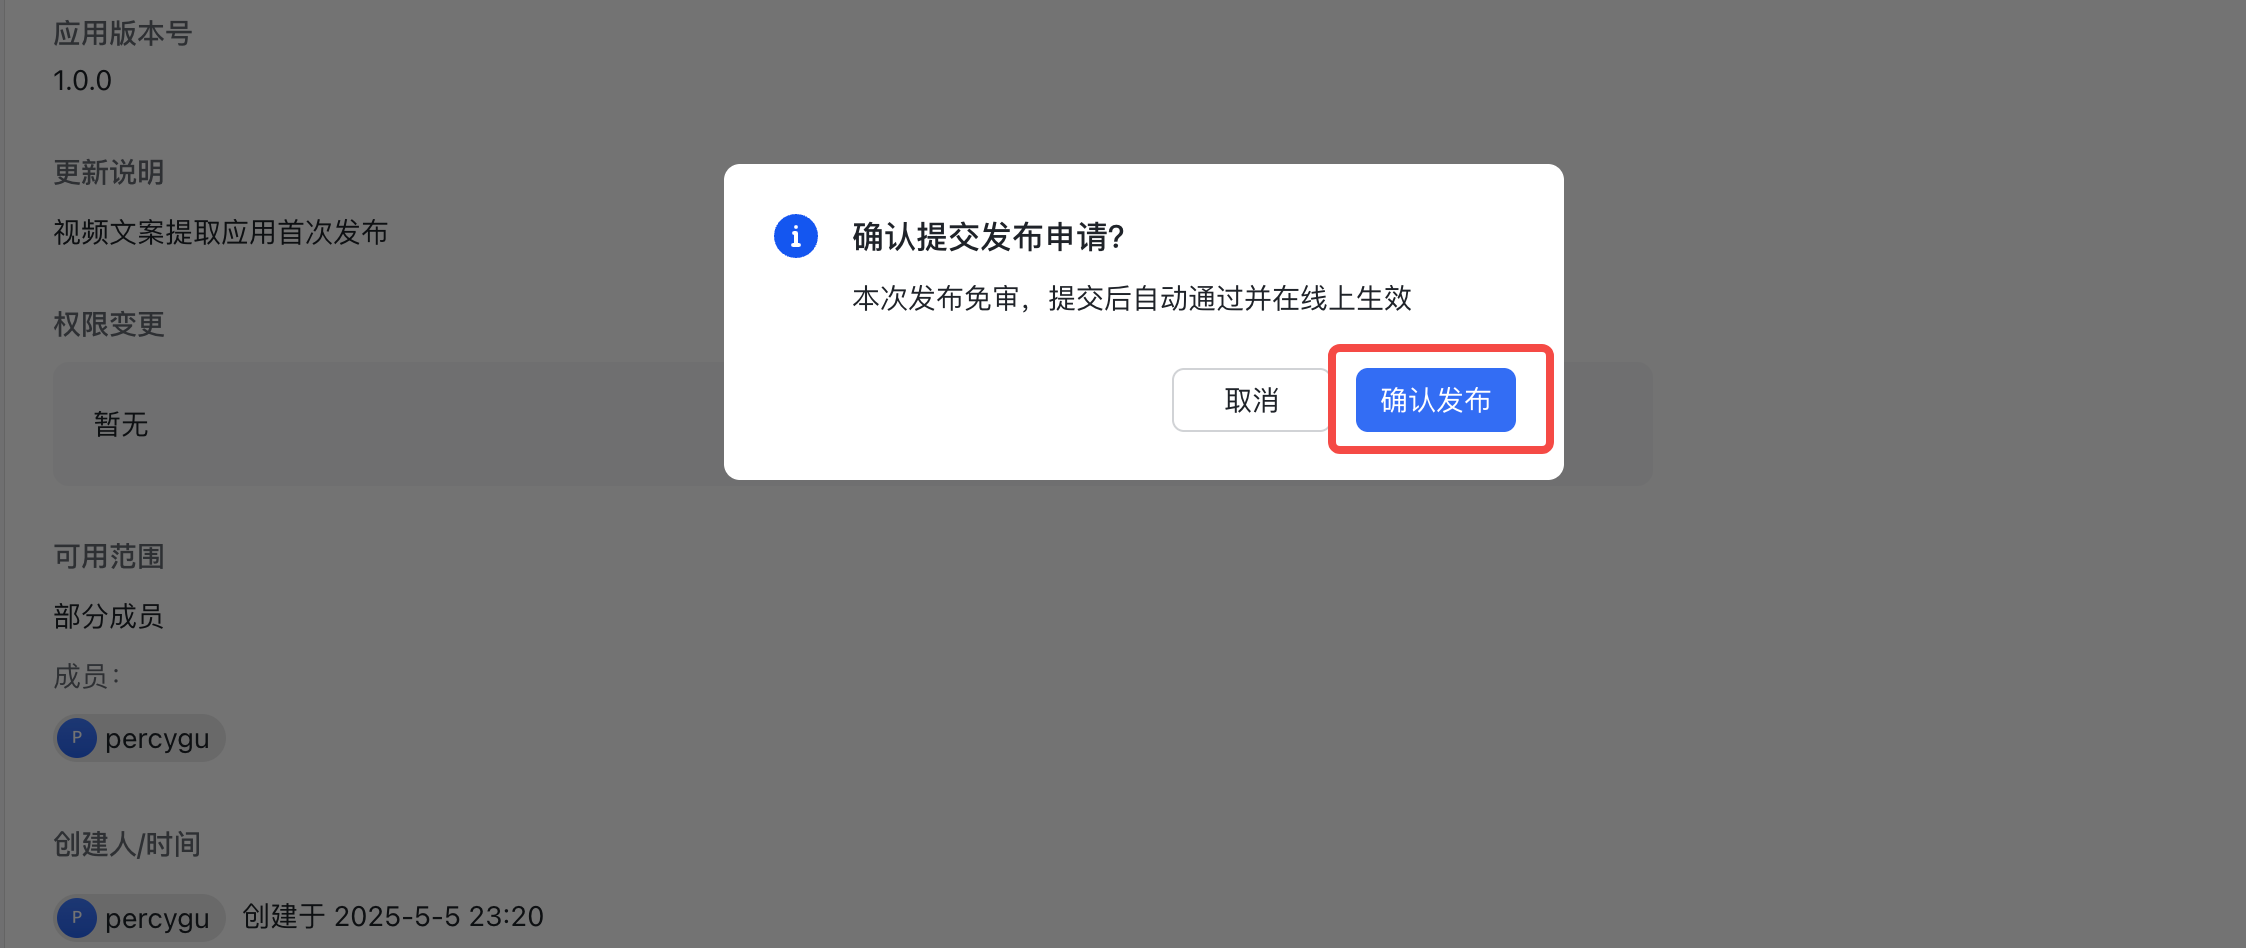 应用版本号
1.0.0
更新说明
视频文案提取应用首次发布
权限变更
暂无
可用范围
部分成员
成员：
P percygu
创建人/时间
P percygu 创建于 2025-5-5 23:20
确认提交发布申请?
本次发布免审，提交后自动通过并在线上生效
取消 确认发布